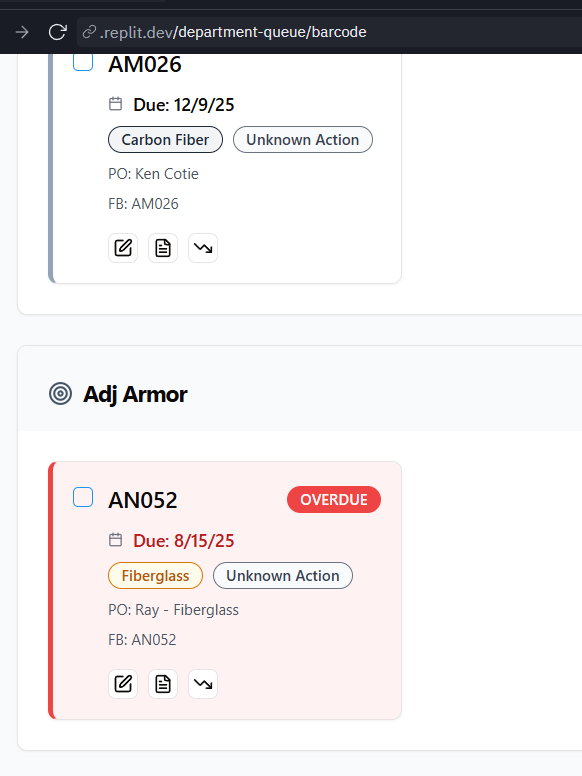 .replit.dev/department-queue/barcode
AM026
Due: 12/9/25
Carbon Fiber Unknown Action
PO: Ken Cotie
FB: AM026
Adj Armor
AN052 OVERDUE
Due: 8/15/25
Fiberglass Unknown Action
PO: Ray - Fiberglass
FB: AN052